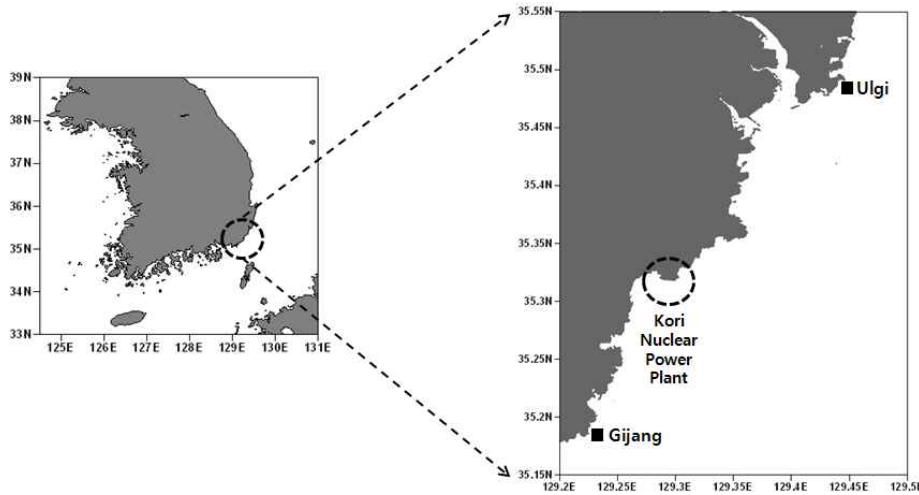 39N
38N
37N
36N
35N
34N
33N
125E 126E 127E 128E 129E 130E 131E
35.55N
35.5N
35.45N
35.4N
35.35N
35.3N
35.25N
35.2N
35.15N
129.2E 129.25E 129.3E 129.35E 129.4E 129.45E 129.5E
Ulgi
Kori
Nuclear
Power
Plant
Gijang